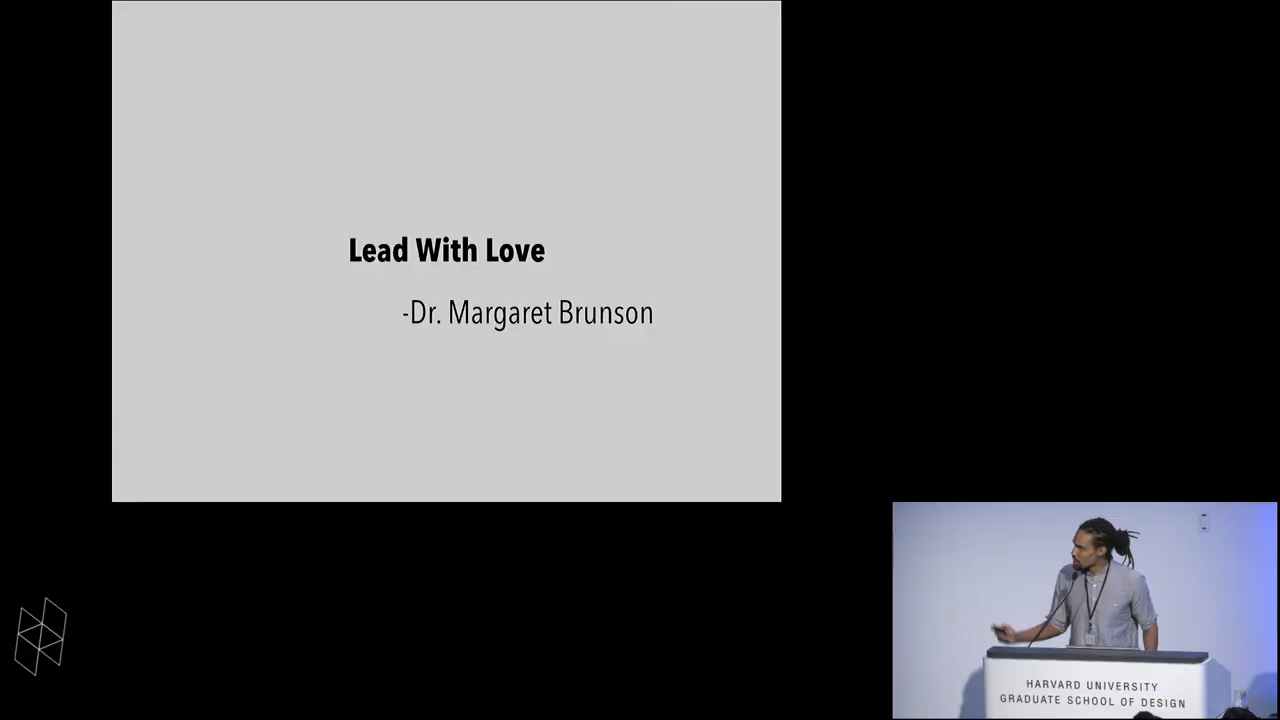 Lead With Love
-Dr. Margaret Brunson
HARVARD UNIVERSITY
GRADUATE SCHOOL OF DESIGN